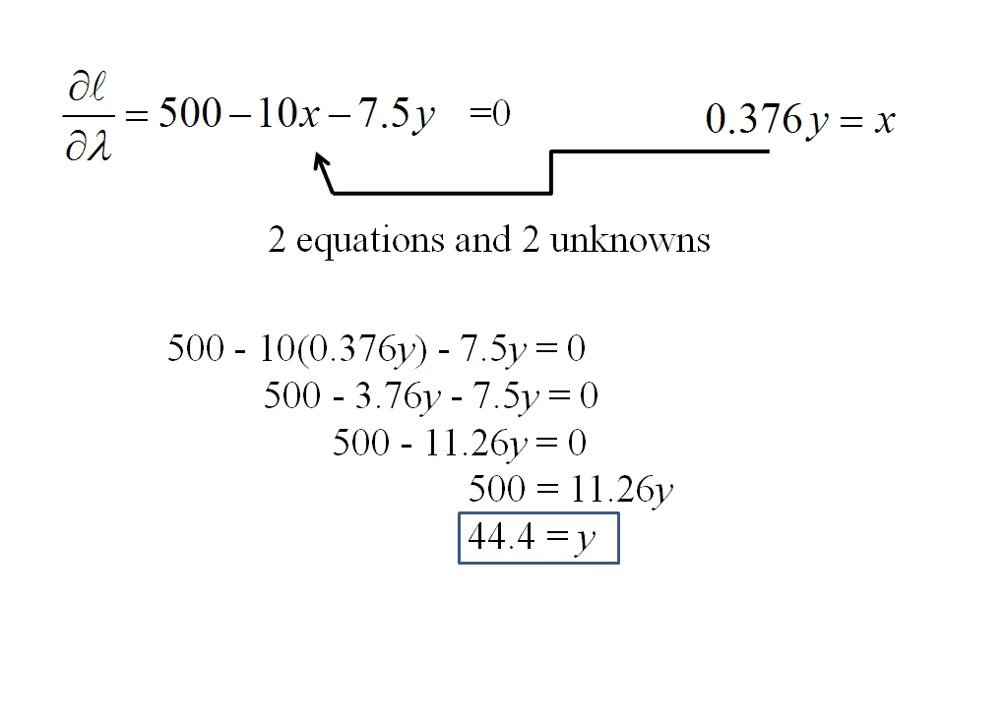 ∂ℓ/∂λ = 500 − 10x − 7.5y =0
0.376y = x
2 equations and 2 unknowns
500 - 10(0.376y) - 7.5y = 0
500 - 3.76y - 7.5y = 0
500 - 11.26y = 0
500 = 11.26y
44.4 = y